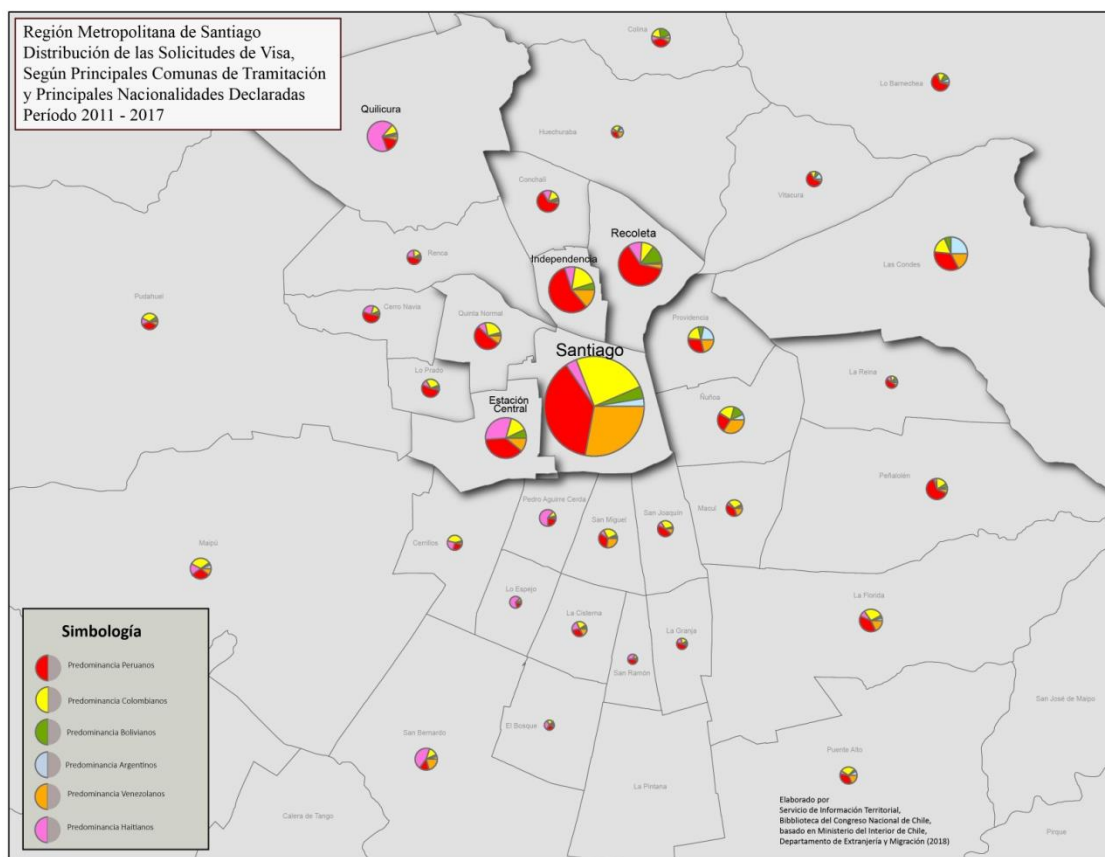 Región Metropolitana de Santiago
Distribución de las Solicitudes de Visa,
Según Principales Comunas de Tramitación
y Principales Nacionalidades Declaradas
Período 2011 - 2017
Colina
Lo Barnechea
Quilicura
Huechuraba
Conchalí
Vitacura
Recoleta
Renca
Independencia
Las Condes
Pudahuel
Cerro Navia
Quinta Normal
Providencia
Santiago
Lo Prado
La Reina
Estación
Central
Ñuñoa
Peñalolén
Pedro Aguirre Cerda
San Miguel
San Joaquín
Macul
Maipú
Cerrillos
Lo Espejo
La Cisterna
La Florida
La Granja
San Ramón
San José de Maipo
El Bosque
San Bernardo
Puente Alto
La Pintana
Calera de Tango
Pirque
Simbología
Predominancia Peruanos
Predominancia Colombianos
Predominancia Bolivianos
Predominancia Argentinos
Predominancia Venezolanos
Predominancia Haitianos
Elaborado por
Servicio de Información Territorial,
Bibblioteca del Congreso Nacional de Chile,
basado en Ministerio del Interior de Chile,
Departamento de Extranjería y Migración (2018)